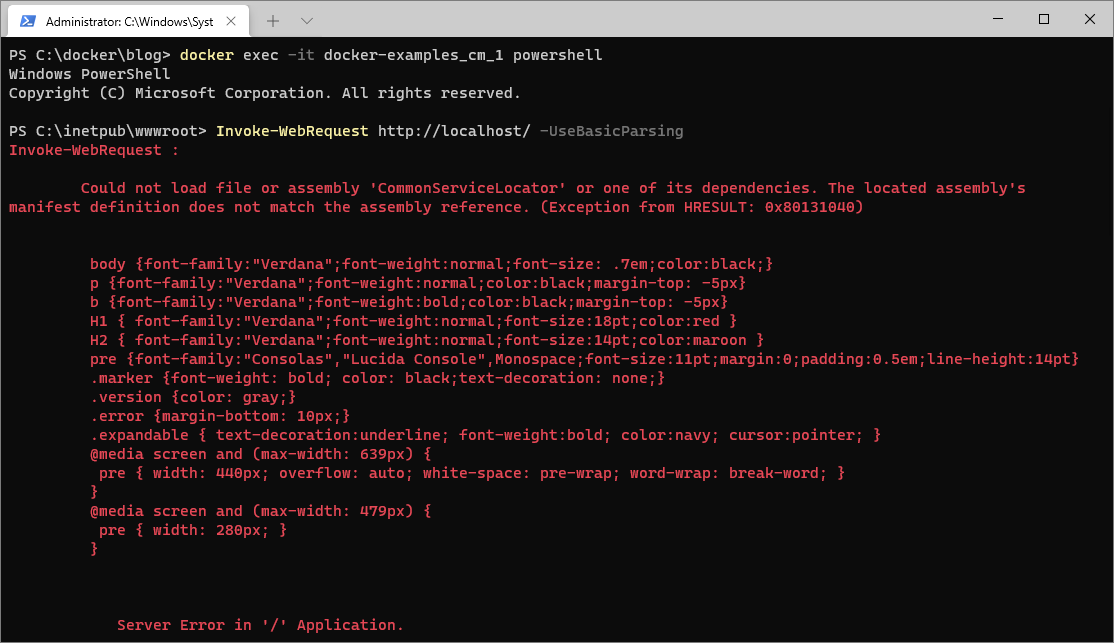 Administrator: C:\Windows\Syst
PS C:\docker\blog> docker exec -it docker-examples_cm_1 powershell
Windows PowerShell
Copyright (C) Microsoft Corporation. All rights reserved.
PS C:\inetpub\wwwroot> Invoke-WebRequest http://localhost/ -UseBasicParsing
Invoke-WebRequest :
Could not load file or assembly 'CommonServiceLocator' or one of its dependencies. The located assembly's
manifest definition does not match the assembly reference. (Exception from HRESULT: 0x80131040)
body {font-family:"Verdana";font-weight:normal;font-size: .7em;color:black;}
p {font-family:"Verdana";font-weight:normal;color:black;margin-top: -5px}
b {font-family:"Verdana";font-weight:bold;color:black;margin-top: -5px}
H1 { font-family:"Verdana";font-weight:normal;font-size:18pt;color:red }
H2 { font-family:"Verdana";font-weight:normal;font-size:14pt;color:maroon }
pre {font-family:"Consolas","Lucida Console",Monospace;font-size:11pt;margin:0;padding:0.5em;line-height:14pt}
.marker {font-weight: bold; color: black;text-decoration: none;}
.version {color: gray;}
.error {margin-bottom: 10px;}
.expandable { text-decoration:underline; font-weight:bold; color:navy; cursor:pointer; }
@media screen and (max-width: 639px) {
pre { width: 440px; overflow: auto; white-space: pre-wrap; word-wrap: break-word; }
}
@media screen and (max-width: 479px) {
pre { width: 280px; }
}
Server Error in '/' Application.